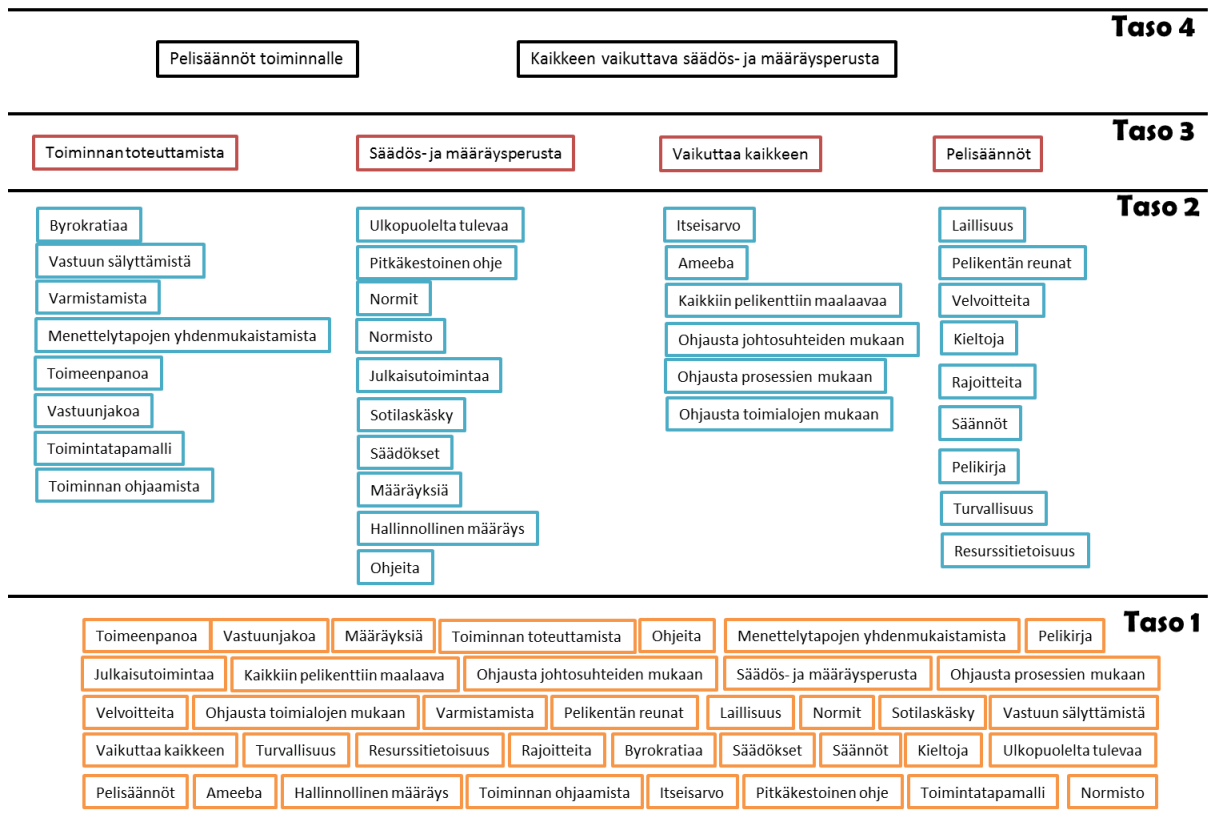 Taso 4
Pelisäännöt toiminnalle
Kaikkeen vaikuttava säädös- ja määräysperusta
Taso 3
Toiminnan toteuttamista
Säädös- ja määräysperusta
Vaikuttaa kaikkeen
Pelisäännöt
Taso 2
Byrokratiaa
Vastuun sälyttämistä
Varmistamista
Menettelytapojen yhdenmukaistamista
Toimeenpanoa
Vastuunjakoa
Toimintatapamalli
Toiminnan ohjaamista
Ulkopuolelta tulevaa
Pitkäkestoinen ohje
Normit
Normisto
Julkaisutoimintaa
Sotilaskäsky
Säädökset
Määräyksiä
Hallinnollinen määräys
Ohjeita
Itseisarvo
Ameeba
Kaikkiin pelikenttiin maalaavaa
Ohjausta johtosuhteiden mukaan
Ohjausta prosessien mukaan
Ohjausta toimialojen mukaan
Laillisuus
Pelikentän reunat
Velvoitteita
Kieltoja
Rajoitteita
Säännöt
Pelikirja
Turvallisuus
Resurssitietoisuus
Taso 1
Toimeenpanoa Vastuunjakoa Määräyksiä Toiminnan toteuttamista Ohjeita Menettelytapojen yhdenmukaistamista Pelikirja
Julkaisutoimintaa Kaikkiin pelikenttiin maalaava Ohjausta johtosuhteiden mukaan Säädös- ja määräysperusta Ohjausta prosessien mukaan
Velvoitteita Ohjausta toimialojen mukaan Varmistamista Pelikentän reunat Laillisuus Normit Sotilaskäsky Vastuun sälyttämistä
Vaikuttaa kaikkeen Turvallisuus Resurssitietoisuus Rajoitteita Byrokratiaa Säädökset Säännöt Kieltoja Ulkopuolelta tulevaa
Pelisäännöt Ameeba Hallinnollinen määräys Toiminnan ohjaamista Itseisarvo Pitkäkestoinen ohje Toimintatapamalli Normisto